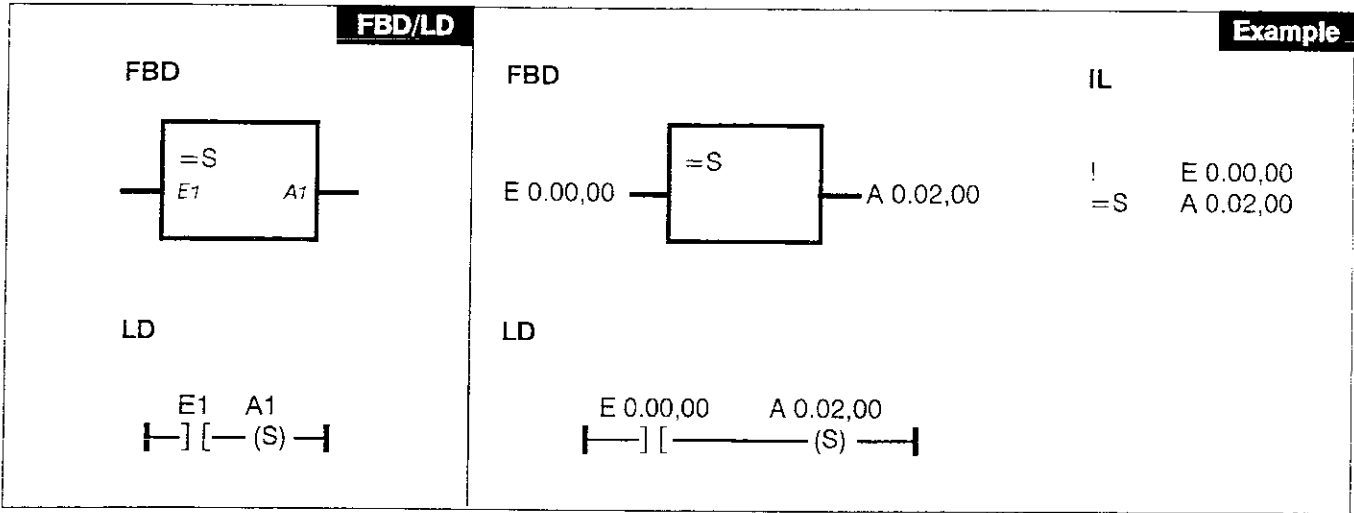 FBD/LD
FBD
=S
E1 A1
LD
E1 A1
] [ (S)
Example
FBD
=S
E 0.00,00 A 0.02,00
LD
E 0.00,00 A 0.02,00
] [ (S)
IL
! E 0.00,00
=S A 0.02,00